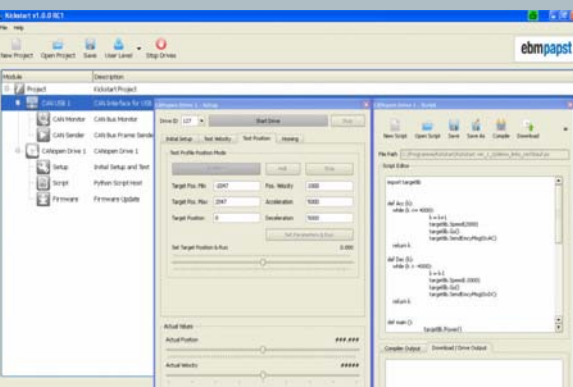 Kickstart v1.0.0 RC1
File Help
New Project Open Project Save User Level Stop Drives
ebmpapst
Module Description
Project Kickstart Project
CAN USB 1 CAN Interface for USB
CAN Monitor CAN Bus Monitor
CAN Sender CAN Bus Frame Sende
CANopen Drive 1 CANopen Drive 1
Setup Initial Setup and Test
Script Python Script Host
Firmware Firmware Update
CANopen Drive 1 - Setup
Drive ID 127 Start Drive Stop
Initial Setup Test Velocity Test Position Homing
Test Profile Position Mode
Halt Stop
Target Pos. Min -2047 Pos. Velocity 1000
Target Pos. Max 2047 Acceleration 5000
Target Position 0 Deceleration 5000
Set Parameters & Run
Set Target Position & Run 0.000
Actual Values
Actual Position ###.###
Actual Velocity #####
CANopen Drive 1 - Script
New Script Open Script Save Save As Compile Download
File Path
Script Editor
import targetlib
def Acc (k):
while (k <= 4000):
k = k+1
targetlib.Speed(2000)
targetlib.Go()
return k
def Dec (k):
while (k > -4000):
k = k-1
targetlib.Speed(-2000)
targetlib.Go()
return k
def main ():
targetlib.Power()
Compiler Output Download / Drive Output